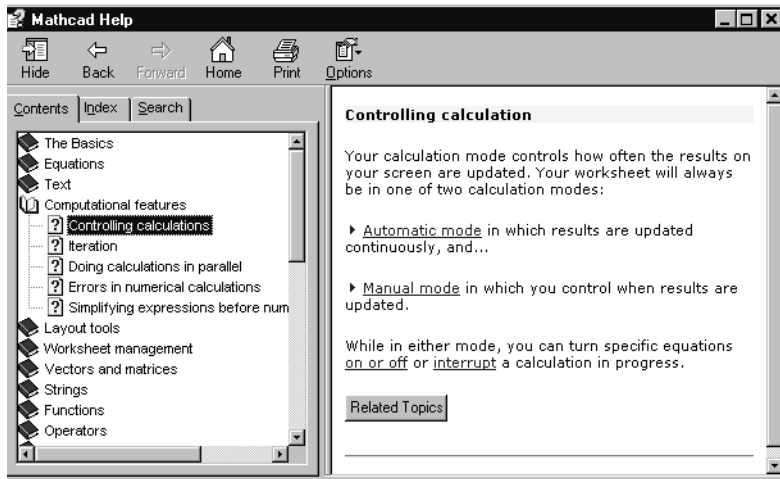 Mathcad Help
Hide Back Forward Home Print Options
Contents Index Search
The Basics
Equations
Text
Computational features
Controlling calculations
Iteration
Doing calculations in parallel
Errors in numerical calculations
Simplifying expressions before num
Layout tools
Worksheet management
Vectors and matrices
Strings
Functions
Operators
Controlling calculation
Your calculation mode controls how often the results on
your screen are updated. Your worksheet will always
be in one of two calculation modes:
Automatic mode in which results are updated
continuously, and...
Manual mode in which you control when results are
updated.
While in either mode, you can turn specific equations
on or off or interrupt a calculation in progress.
Related Topics